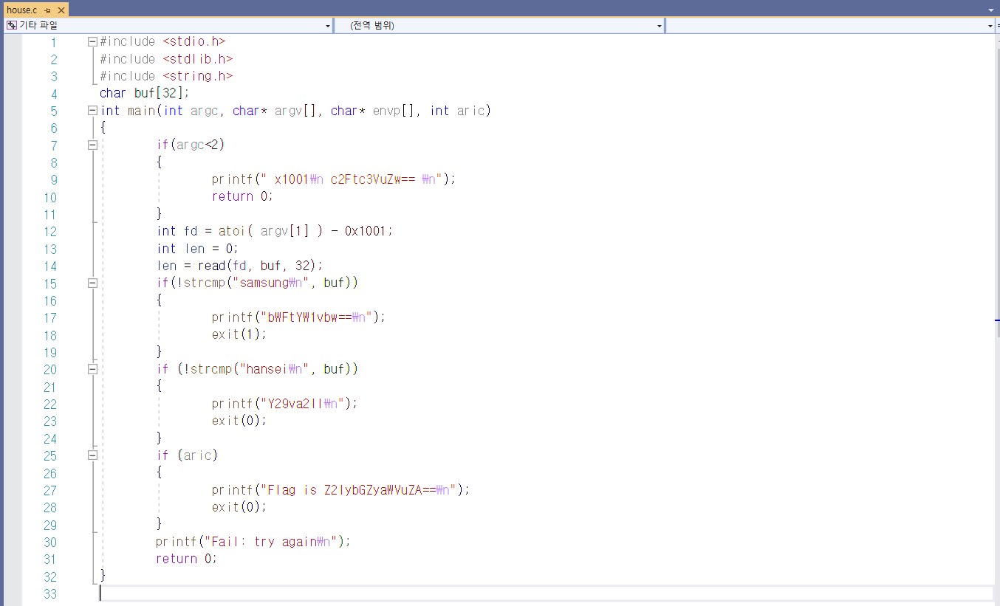 house.c
기타 파일 (전역 범위)
1 #include <stdio.h>
2 #include <stdlib.h>
3 #include <string.h>
4 char buf[32];
5 int main(int argc, char* argv[], char* envp[], int aric)
6 {
7 if(argc<2)
8 {
9 printf(" x1001₩n c2Ftc3VuZw== ₩n");
10 return 0;
11 }
12 int fd = atoi( argv[1] ) - 0x1001;
13 int len = 0;
14 len = read(fd, buf, 32);
15 if(!strcmp("samsung₩n", buf))
16 {
17 printf("bWFtYW1vbw==₩n");
18 exit(1);
19 }
20 if (!strcmp("hansei₩n", buf))
21 {
22 printf("Y29va2ll₩n");
23 exit(0);
24 }
25 if (aric)
26 {
27 printf("Flag is Z2lybGZyaWVuZA==₩n");
28 exit(0);
29 }
30 printf("Fail: try again₩n");
31 return 0;
32 }
33